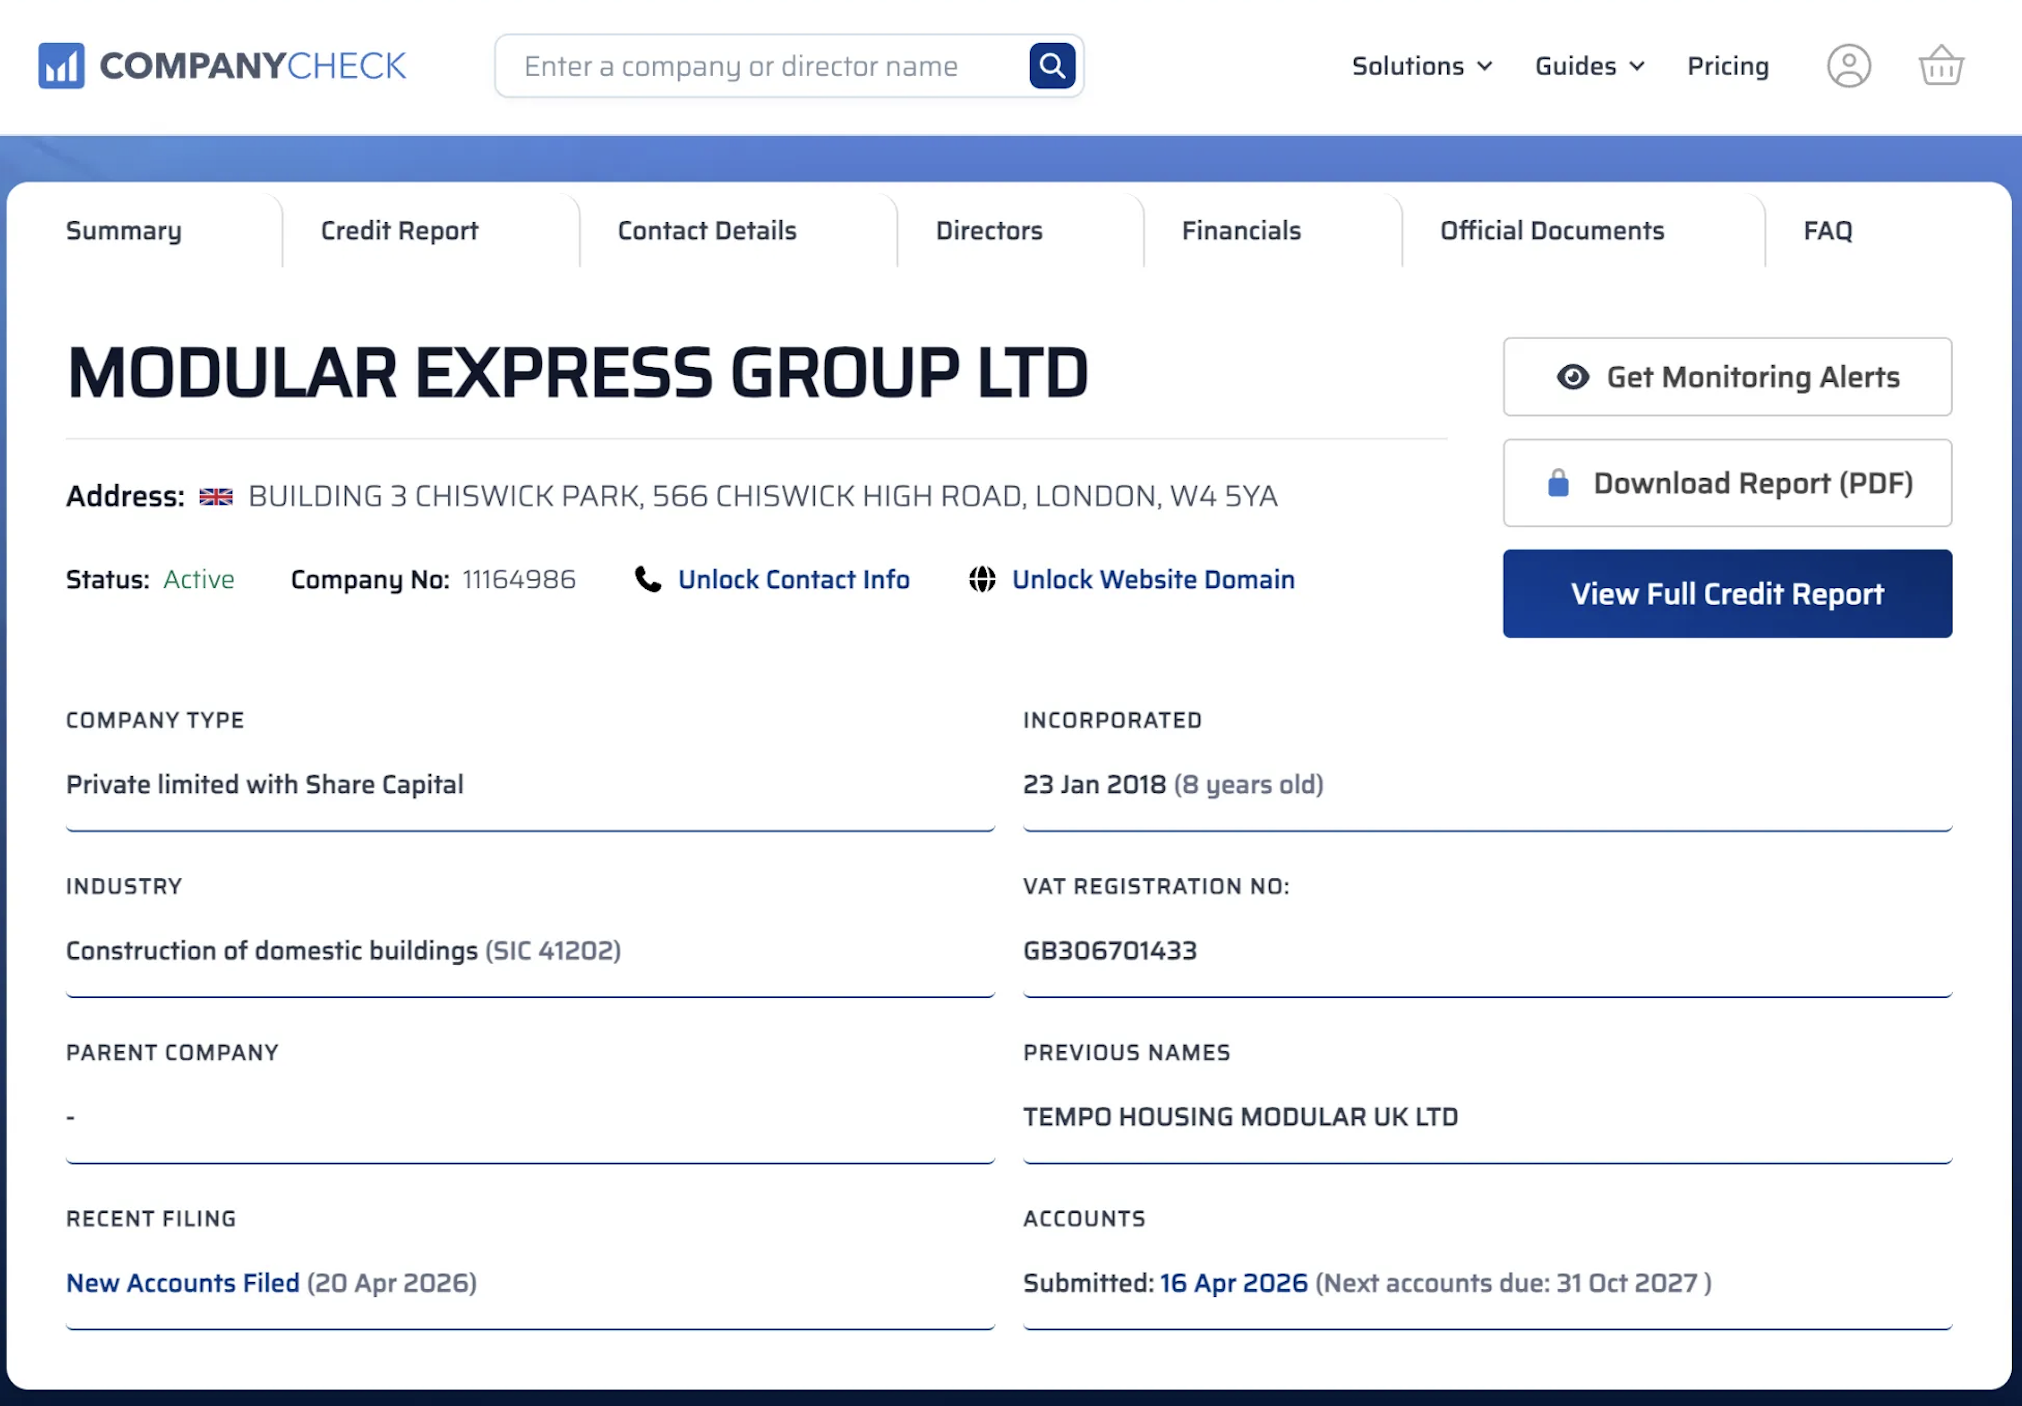 COMPANYCHECK
Enter a company or director name
Solutions
Guides
Pricing
Summary
Credit Report
Contact Details
Directors
Financials
Official Documents
FAQ
MODULAR EXPRESS GROUP LTD
Get Monitoring Alerts
Download Report (PDF)
View Full Credit Report
Address: BUILDING 3 CHISWICK PARK, 566 CHISWICK HIGH ROAD, LONDON, W4 5YA
Status: Active Company No: 11164986 Unlock Contact Info Unlock Website Domain
COMPANY TYPE
Private limited with Share Capital
INCORPORATED
23 Jan 2018 (8 years old)
INDUSTRY
Construction of domestic buildings (SIC 41202)
VAT REGISTRATION NO:
GB306701433
PARENT COMPANY
-
PREVIOUS NAMES
TEMPO HOUSING MODULAR UK LTD
RECENT FILING
New Accounts Filed (20 Apr 2026)
ACCOUNTS
Submitted: 16 Apr 2026 (Next accounts due: 31 Oct 2027 )